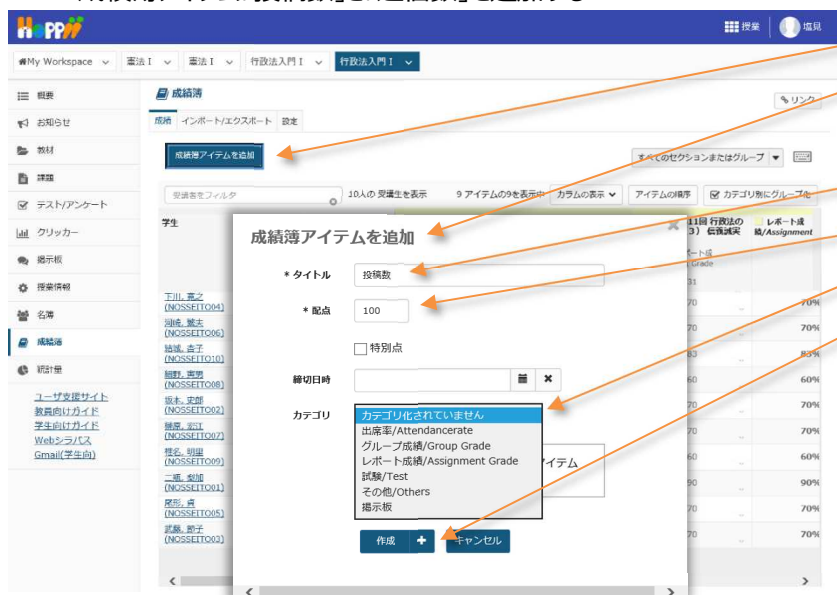 Hoppii
授業
塩見
My Workspace
憲法 I
憲法 I
行政法入門 I
行政法入門 I
概要
お知らせ
教材
課題
テスト/アンケート
クリッカー
掲示板
授業情報
名簿
成績簿
統計量
ユーザ支援サイト
教員向けガイド
学生向けガイド
Webシラバス
Gmail(学生向)
成績簿
リンク
成績 インポート/エクスポート 設定
成績簿アイテムを追加
すべてのセクションまたはグループ
受講者をフィルタ
10人の 受講生を表示
9 アイテムの9を表示中
カラムの表示
アイテムの順序
カテゴリ別にグループ化
学生
11回 行政法の
3) 信義誠実
レポート成
績/Assignment
Grade
31
下川, 亮之
(NOSSEITO04)
70
70%
河崎, 繁夫
(NOSSEITO06)
70
70%
結城, 杏子
(NOSSEITO10)
83
83%
細野, 寅男
(NOSSEITO08)
60
60%
坂本, 史郎
(NOSSEITO02)
70
70%
(NOSSEITO07)
70
70%
椎名, 明里
(NOSSEITO09)
60
60%
二瓶, 梨加
(NOSSEITO01)
90
90%
尾形, 貞
(NOSSEITO05)
70
70%
武藤, 節子
(NOSSEITO03)
70
70%
成績簿アイテムを追加
* タイトル
投稿数
* 配点
100
特別点
締切日時
カテゴリ
カテゴリ化されていません
出席率/Attendancerate
グループ成績/Group Grade
レポート成績/Assignment Grade
試験/Test
その他/Others
掲示板
イテム
作成
キャンセル